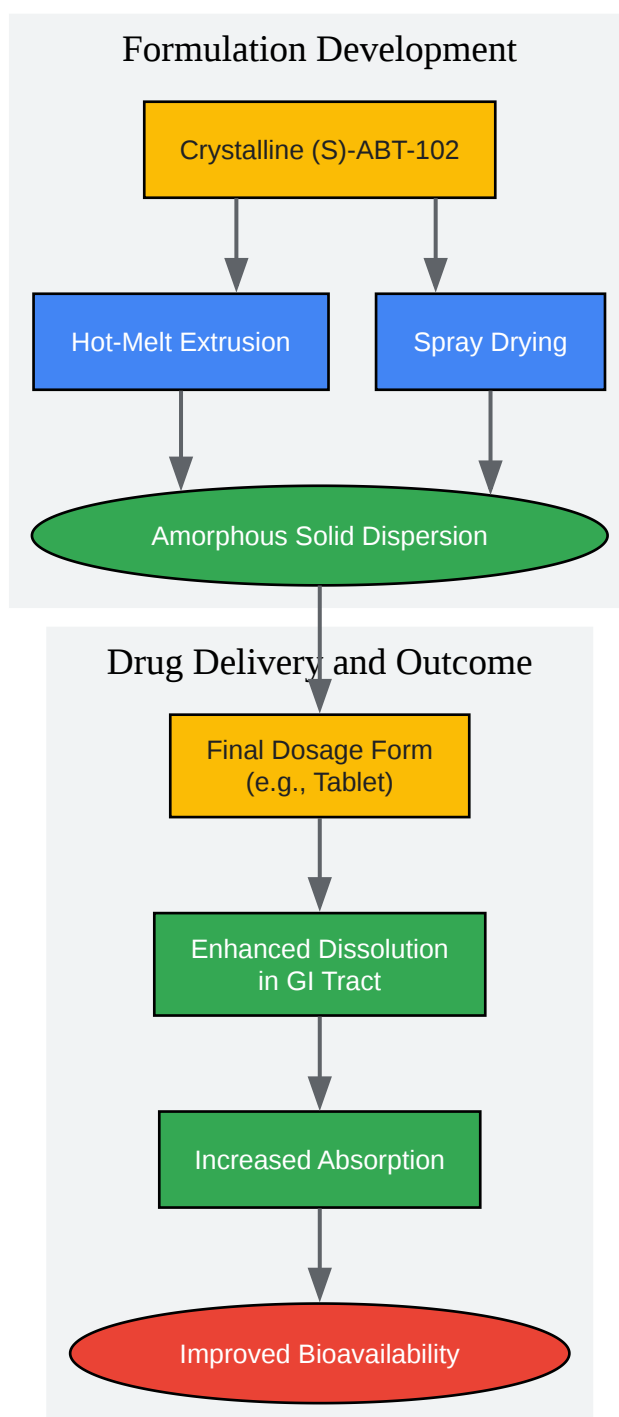 Formulation Development
Crystalline (S)-ABT-102
Hot-Melt Extrusion
Spray Drying
Amorphous Solid Dispersion
Drug Delivery and Outcome
Final Dosage Form
(e.g., Tablet)
Enhanced Dissolution
in GI Tract
Increased Absorption
Improved Bioavailability